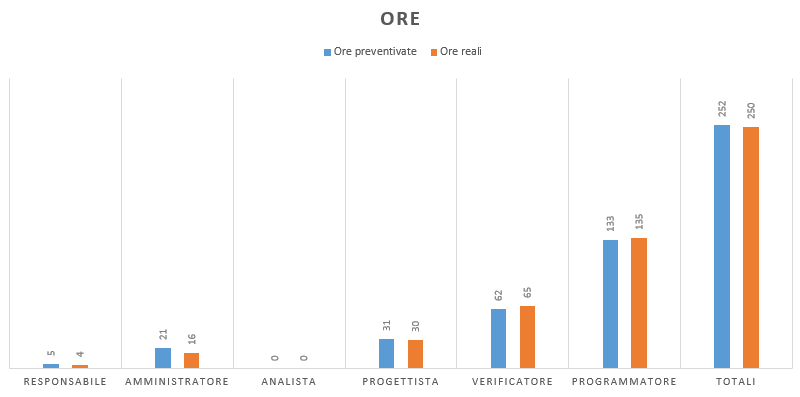 ORE
Ore preventivate Ore reali
5 4 21 16 0 0 31 30 62 65 133 135 252 250
RESPONSABILE AMMINISTRATORE ANALISTA PROGETTISTA VERIFICATORE PROGRAMMATORE TOTALI